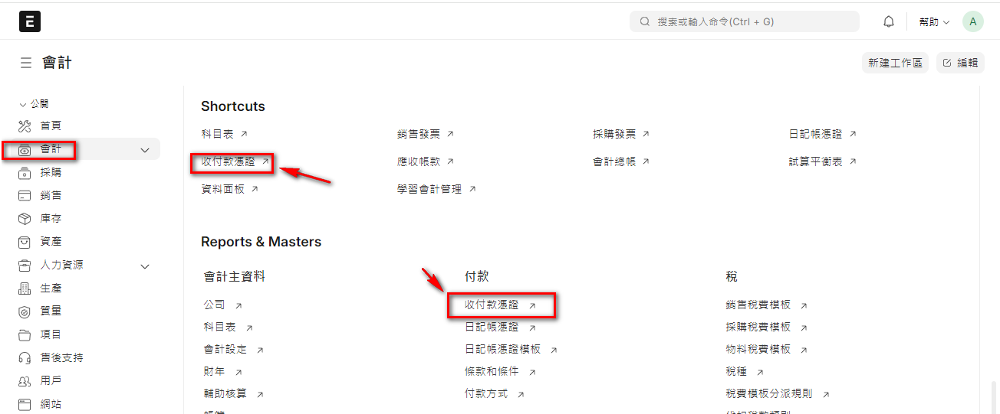 E
搜索或輸入命令(Ctrl + G)
幫助
A
會計
新建工作區
編輯
公開
首頁
會計
採購
銷售
庫存
資產
人力資源
生產
質量
項目
售後支持
用戶
網站
Shortcuts
科目表 銷售發票 採購發票 日記帳憑證
收付款憑證 應收帳款 會計總帳 試算平衡表
資料面板 學習會計管理
Reports & Masters
會計主資料
公司
科目表
會計設定
財年
輔助核算
付款
收付款憑證
日記帳憑證
日記帳憑證模板
條款和條件
付款方式
稅
銷售稅費模板
採購稅費模板
物料稅費模板
稅種
稅費模板分派規則